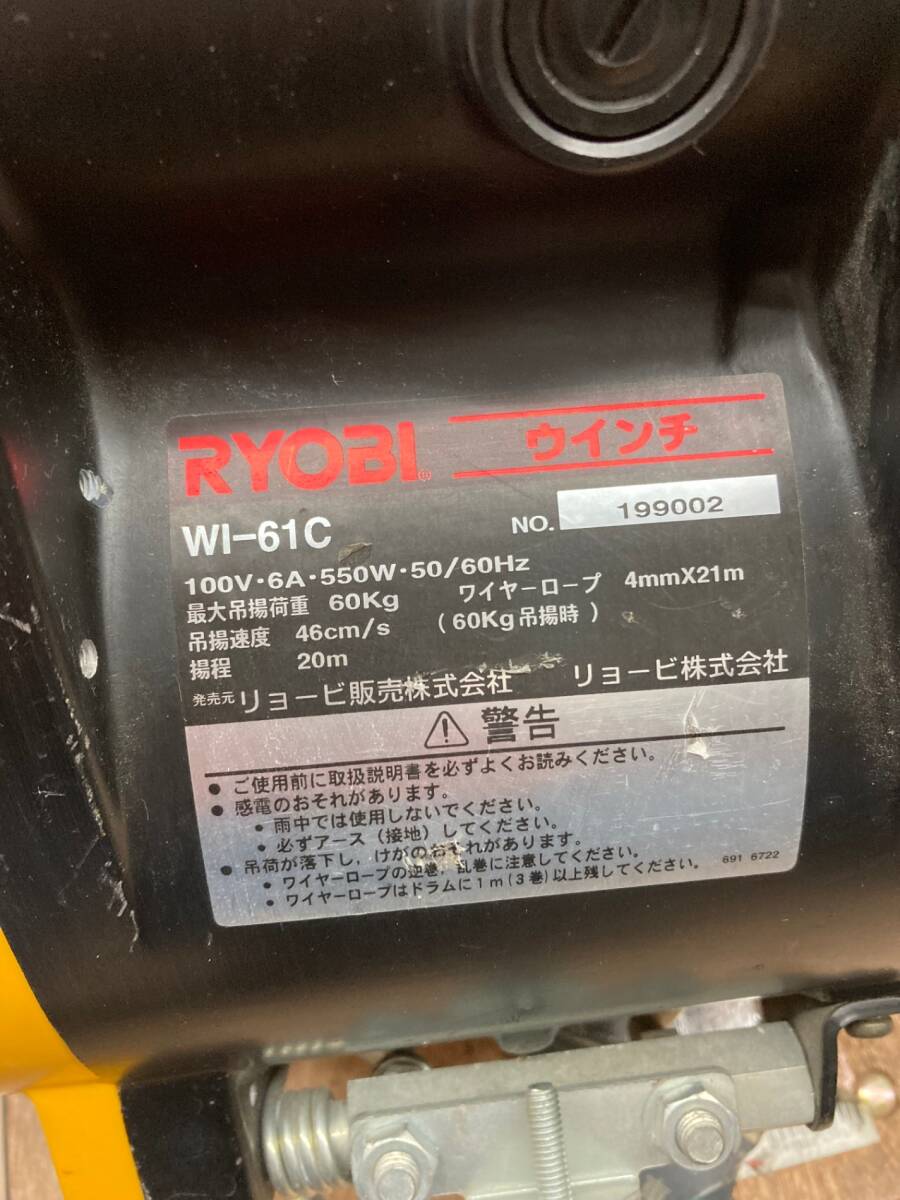 RYOBI ウインチ
WI-61C NO. 199002
100V・6A・550W・50/60Hz
最大吊揚荷重 60Kg ワイヤーロープ 4mmX21m
吊揚速度 46cm/s (60Kg吊揚時)
揚程 20m
発売元 リョービ販売株式会社 リョービ株式会社
警告
● ご使用前に取扱説明書を必ずよくお読みください。
● 感電のおそれがあります。
• 雨中では使用しないでください。
• 必ずアース(接地)してください。
● 吊荷が落下し,けがのおそれがあります。
• ワイヤーロープの逆巻,乱巻に注意してください。
• ワイヤーロープはドラムに1m(3巻)以上残してください。
691 6722